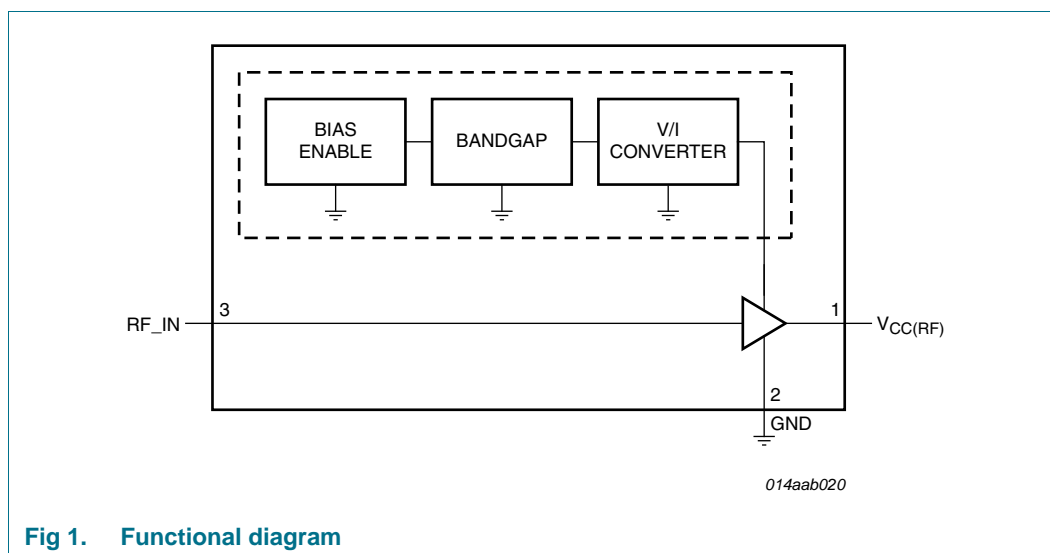 BIAS
ENABLE
BANDGAP
V/I
CONVERTER
RF_IN
3
1
VCC(RF)
2
GND
014aab020
Fig 1. Functional diagram